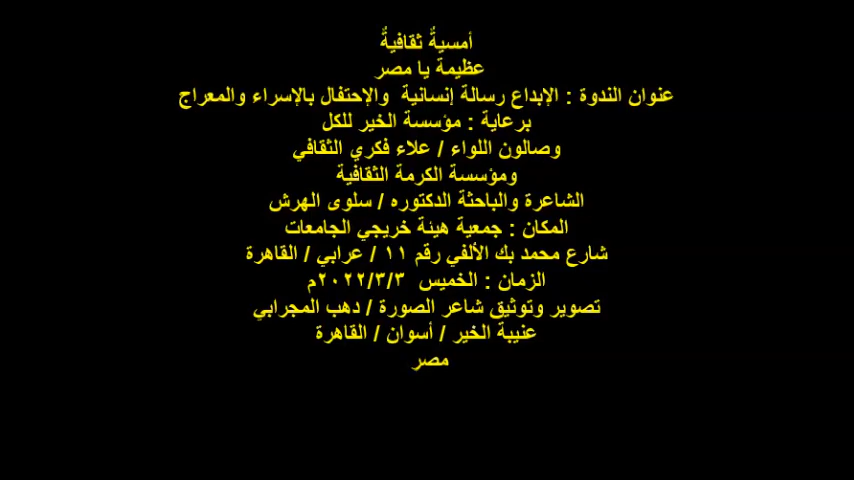 أمسيةٌ ثقافيةٌ
عظيمة يا مصر
عنوان الندوة : الإبداع رسالة إنسانية والإحتفال بالإسراء والمعراج
برعاية : مؤسسة الخير للكل
وصالون اللواء / علاء فكري الثقافي
ومؤسسة الكرمة الثقافية
الشاعرة والباحثة الدكتوره / سلوى الهرش
المكان : جمعية هيئة خريجي الجامعات
شارع محمد بك الألفي رقم ١١ / عرابي / القاهرة
الزمان : الخميس ٢٠٢٢/٣/٣م
تصوير وتوثيق شاعر الصورة / دهب المجرابي
عنيبة الخير / أسوان / القاهرة
مصر